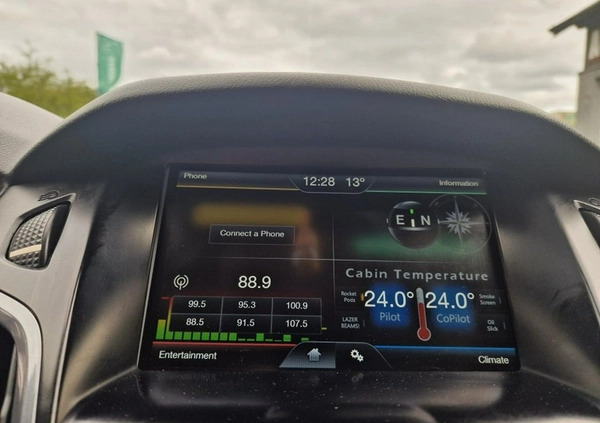 Phone
12:28 13°
Information
Connect a Phone
E N
Cabin Temperature
88.9
99.5 95.3 100.9
88.5 91.5 107.5
Rocket Pods
LAZER BEAMS!
24.0° 24.0°
Pilot CoPilot
Smoke Screen
Oil Slick
Entertainment
Climate